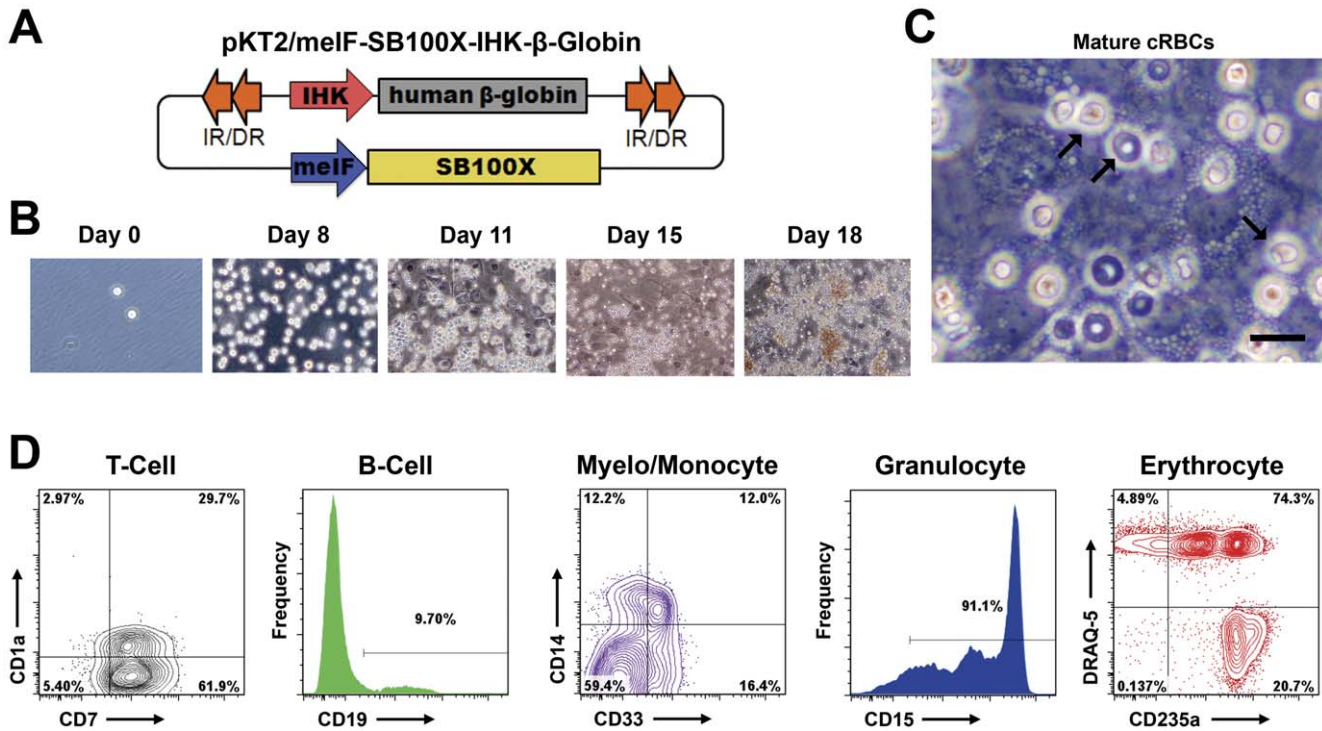 A
pKT2/meIF-SB100X-IHK-β-Globin
IHK
human β-globin
IR/DR
IR/DR
meIF
SB100X
B
Day 0
Day 8
Day 11
Day 15
Day 18
C
Mature cRBCs
D
T-Cell
2.97%
29.7%
5.40%
61.9%
CD1a
CD7
B-Cell
Frequency
9.70%
CD19
Myelo/Monocyte
12.2%
12.0%
59.4%
16.4%
CD14
CD33
Granulocyte
Frequency
91.1%
CD15
Erythrocyte
4.89%
74.3%
0.137%
20.7%
DRAQ-5
CD235a